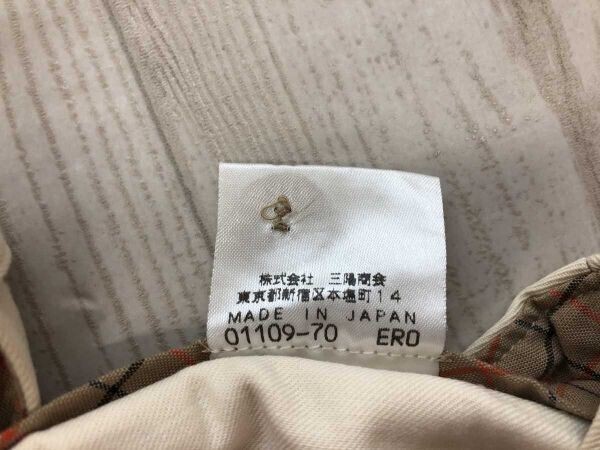 株式会社 三陽商会
東京都新宿区本塩町14
MADE IN JAPAN
01109-70 ERO